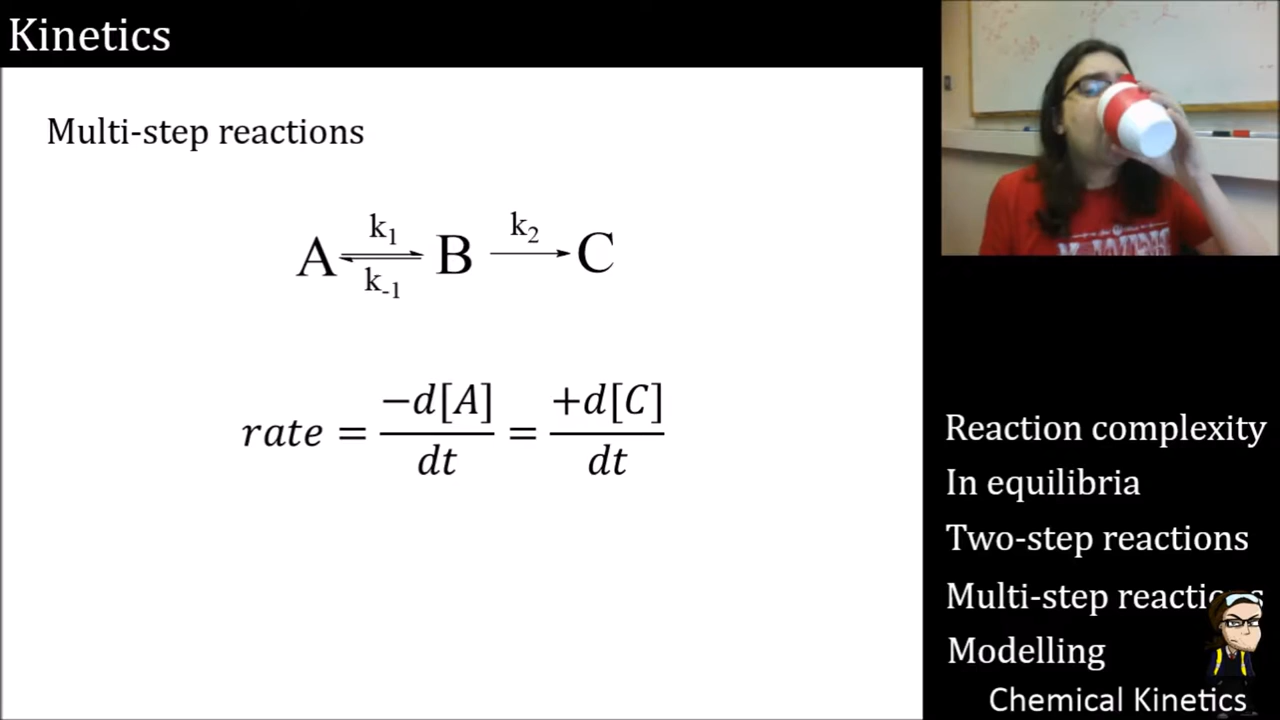 Kinetics
Multi-step reactions
k₁
A ⇌ B → C
k₂
k₋₁
rate = −d[A]/dt = +d[C]/dt
Reaction complexity
In equilibria
Two-step reactions
Multi-step reactions
Modelling
Chemical Kinetics